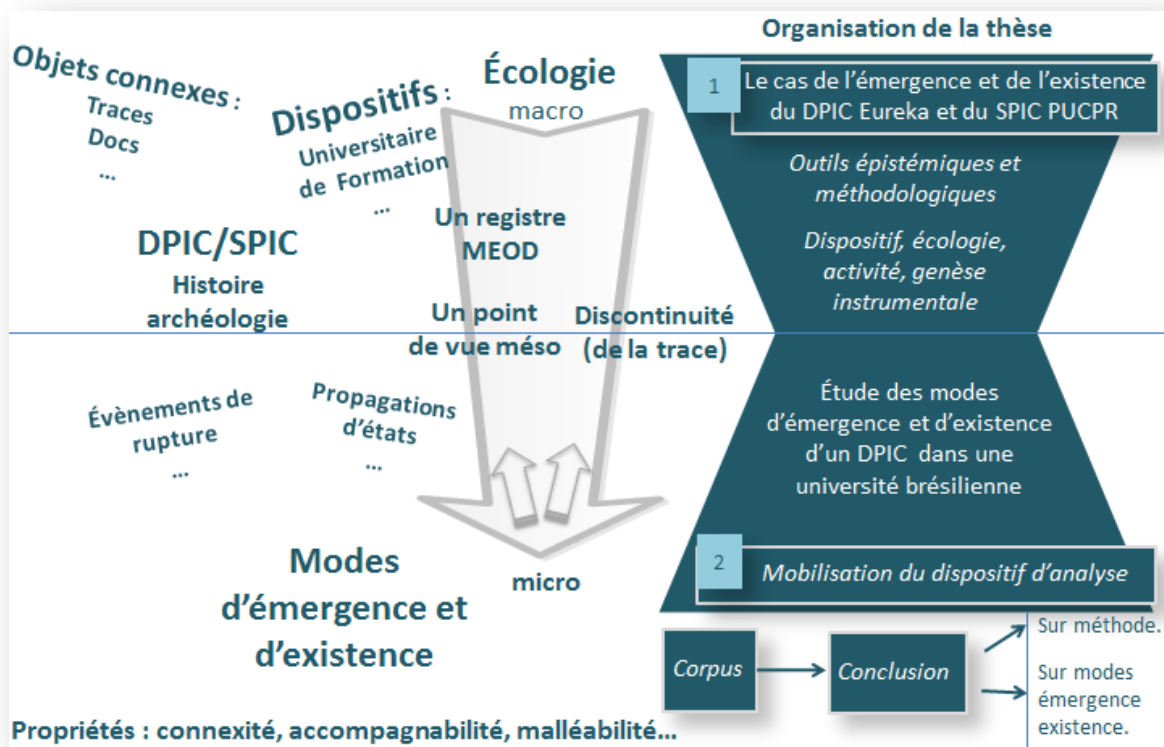 Objets connexes :
Traces
Docs
...
Dispositifs :
Universitaire
de Formation
...
Écologie
macro
DPIC/SPIC
Histoire
archéologie
Un registre
MEOD
Un point
de vue méso
Discontinuité
(de la trace)
Évènements de
rupture
...
Propagations
d'états
...
micro
Modes
d'émergence et
d'existence
Propriétés : connexité, accompagnabilité, malléabilité...
Organisation de la thèse
1
Le cas de l'émergence et de l'existence
du DPIC Eureka et du SPIC PUCPR
Outils épistémiques et
méthodologiques
Dispositif, écologie,
activité, genèse
instrumentale
Étude des modes
d'émergence et d'existence
d'un DPIC dans une
université brésilienne
2
Mobilisation du dispositif d'analyse
Corpus
Conclusion
Sur méthode.
Sur modes
émergence
existence.